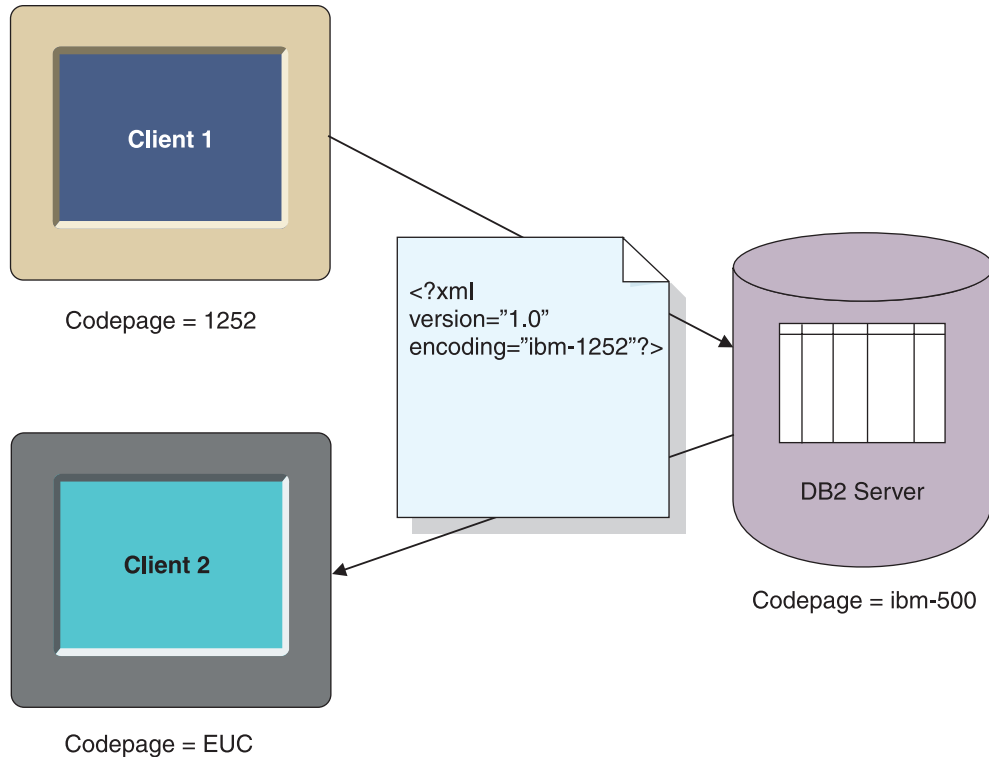 Client 1
Codepage = 1252
<?xml
version=”1.0”
encoding=”ibm-1252”?>
DB2 Server
Codepage = ibm-500
Client 2
Codepage = EUC